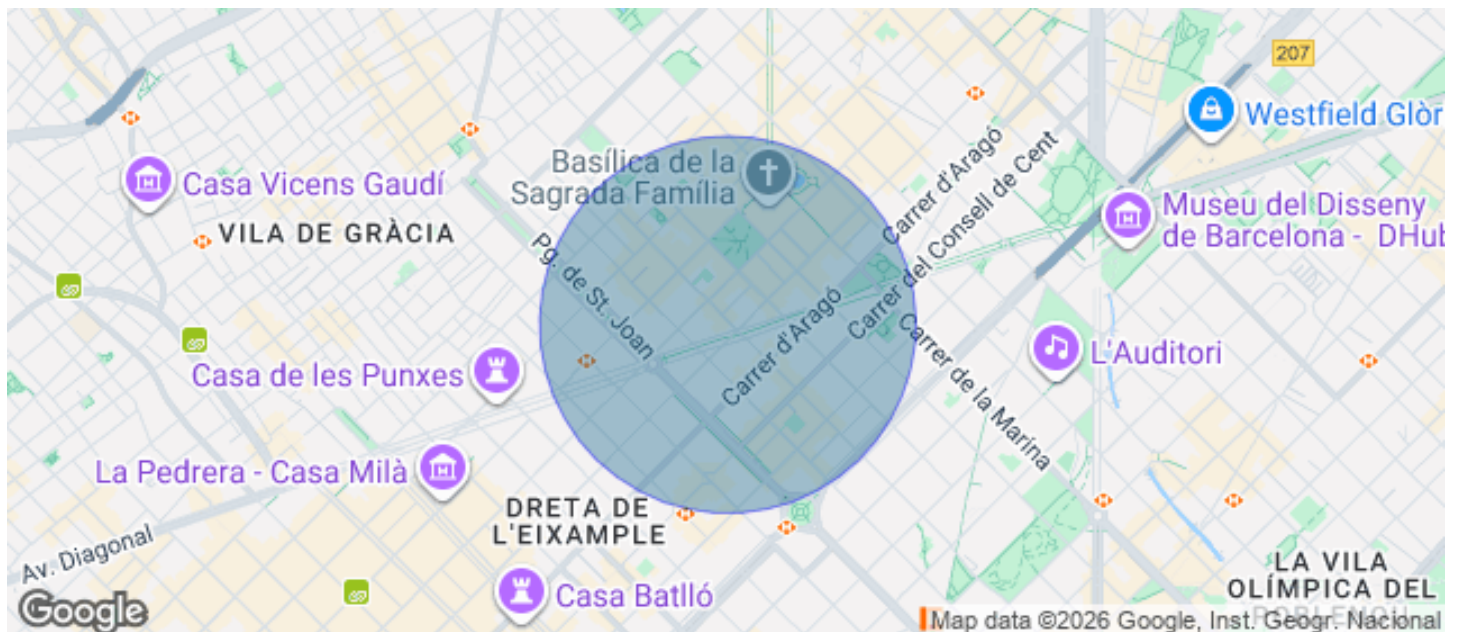 207
Westfield Glòr
Basílica de la
Sagrada Família
Carrer d'Aragó
Carrer del Consell de Cent
Casa Vicens Gaudí
VILA DE GRÀCIA
Museu del Disseny
de Barcelona - DHub
Pg. de St. Joan
Carrer d'Aragó
Carrer de la Marina
L'Auditori
Casa de les Punxes
La Pedrera - Casa Milà
DRETA DE
L'EIXAMPLE
Av. Diagonal
LA VILA
OLÍMPICA DEL
Casa Batlló
Google
Map data ©2026 Google, Inst. Geogr. Nacional